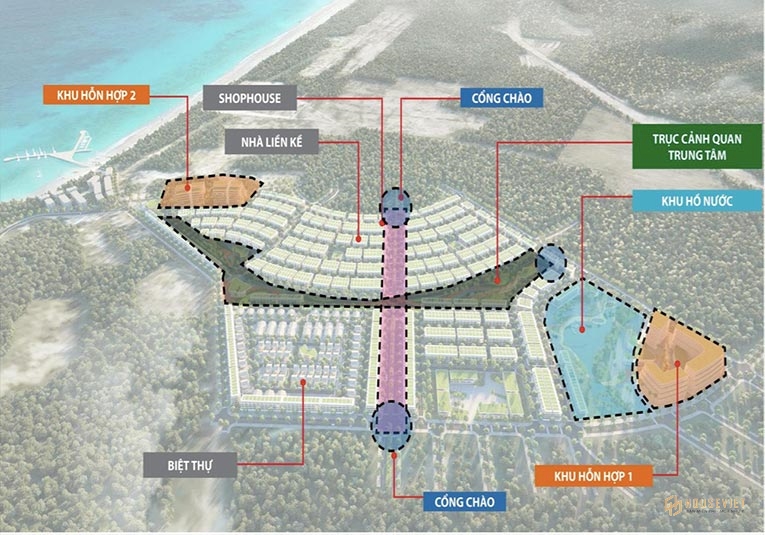 KHU HỖN HỢP 2
SHOPHOUSE
CỔNG CHÀO
NHÀ LIỀN KỀ
TRỤC CẢNH QUAN
TRUNG TÂM
KHU HỒ NƯỚC
BIỆT THỰ
CỔNG CHÀO
KHU HỖN HỢP 1